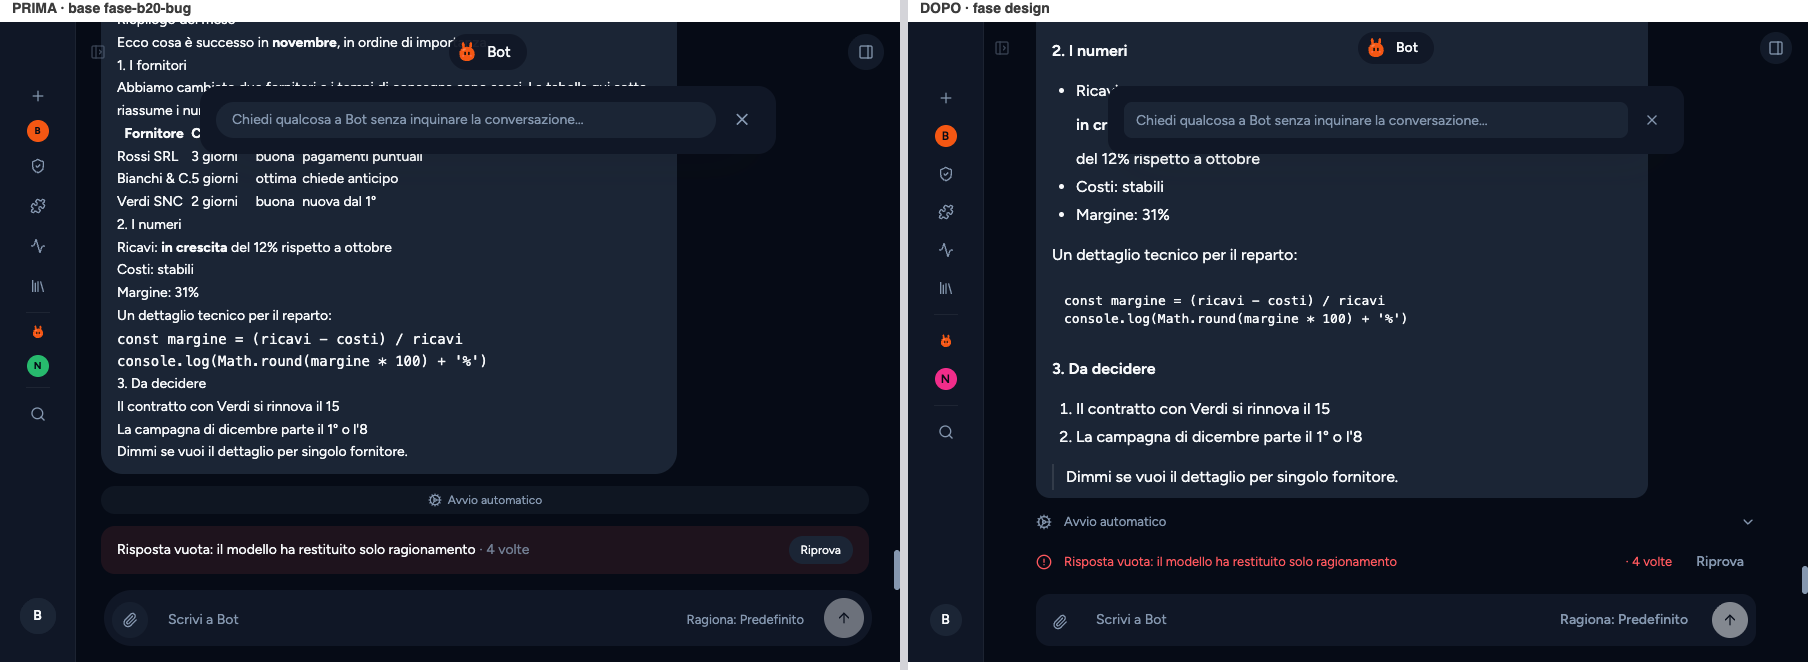 PRIMA · base fase-b20-bug
Riepilogo del mese
Ecco cosa è successo in novembre, in ordine di
Bot
1. I fornitori
Abbiamo
riassume i
Chiedi qualcosa a Bot senza inquinare la conversazione...
Fornitore
Rossi SRL 3 giorni buona pagamenti puntuali
Bianchi & C. 5 giorni ottima chiede anticipo
Verdi SNC 2 giorni buona nuova dal 1°
2. I numeri
Ricavi: in crescita del 12% rispetto a ottobre
Costi: stabili
Margine: 31%
Un dettaglio tecnico per il reparto:
const margine = (ricavi − costi) / ricavi
console.log(Math.round(margine * 100) + '%')
3. Da decidere
Il contratto con Verdi si rinnova il 15
La campagna di dicembre parte il 1° o l'8
Dimmi se vuoi il dettaglio per singolo fornitore.
Avvio automatico
Risposta vuota: il modello ha restituito solo ragionamento · 4 volte
Riprova
Scrivi a Bot
Ragiona: Predefinito
B
N
B
DOPO · fase design
Bot
2. I numeri
• Ricavi
Chiedi qualcosa a Bot senza inquinare la conversazione...
in cr
del 12% rispetto a ottobre
• Costi: stabili
• Margine: 31%
Un dettaglio tecnico per il reparto:
const margine = (ricavi − costi) / ricavi
console.log(Math.round(margine * 100) + '%')
3. Da decidere
1. Il contratto con Verdi si rinnova il 15
2. La campagna di dicembre parte il 1° o l'8
Dimmi se vuoi il dettaglio per singolo fornitore.
Avvio automatico
Risposta vuota: il modello ha restituito solo ragionamento
· 4 volte
Riprova
Scrivi a Bot
Ragiona: Predefinito
B
N
B